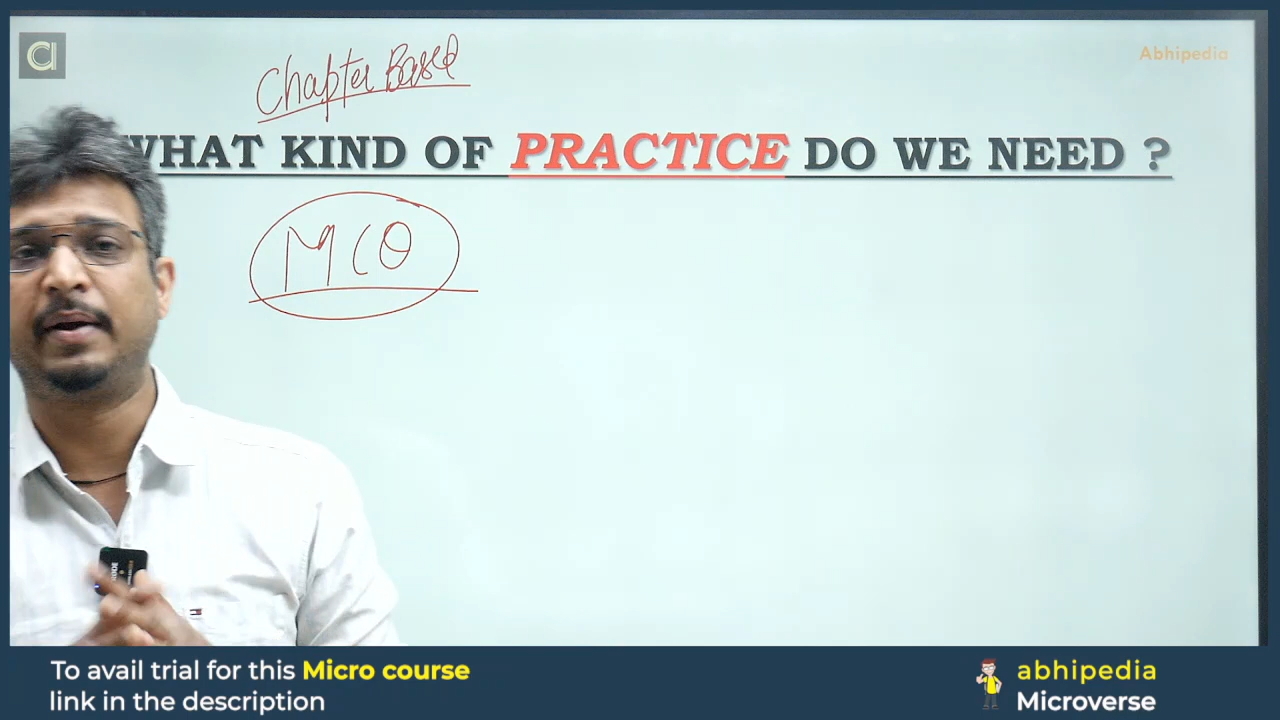 Abhipedia
Chapter Based
WHAT KIND OF PRACTICE DO WE NEED ?
MCQ
To avail trial for this Micro course
link in the description
abhipedia
Microverse